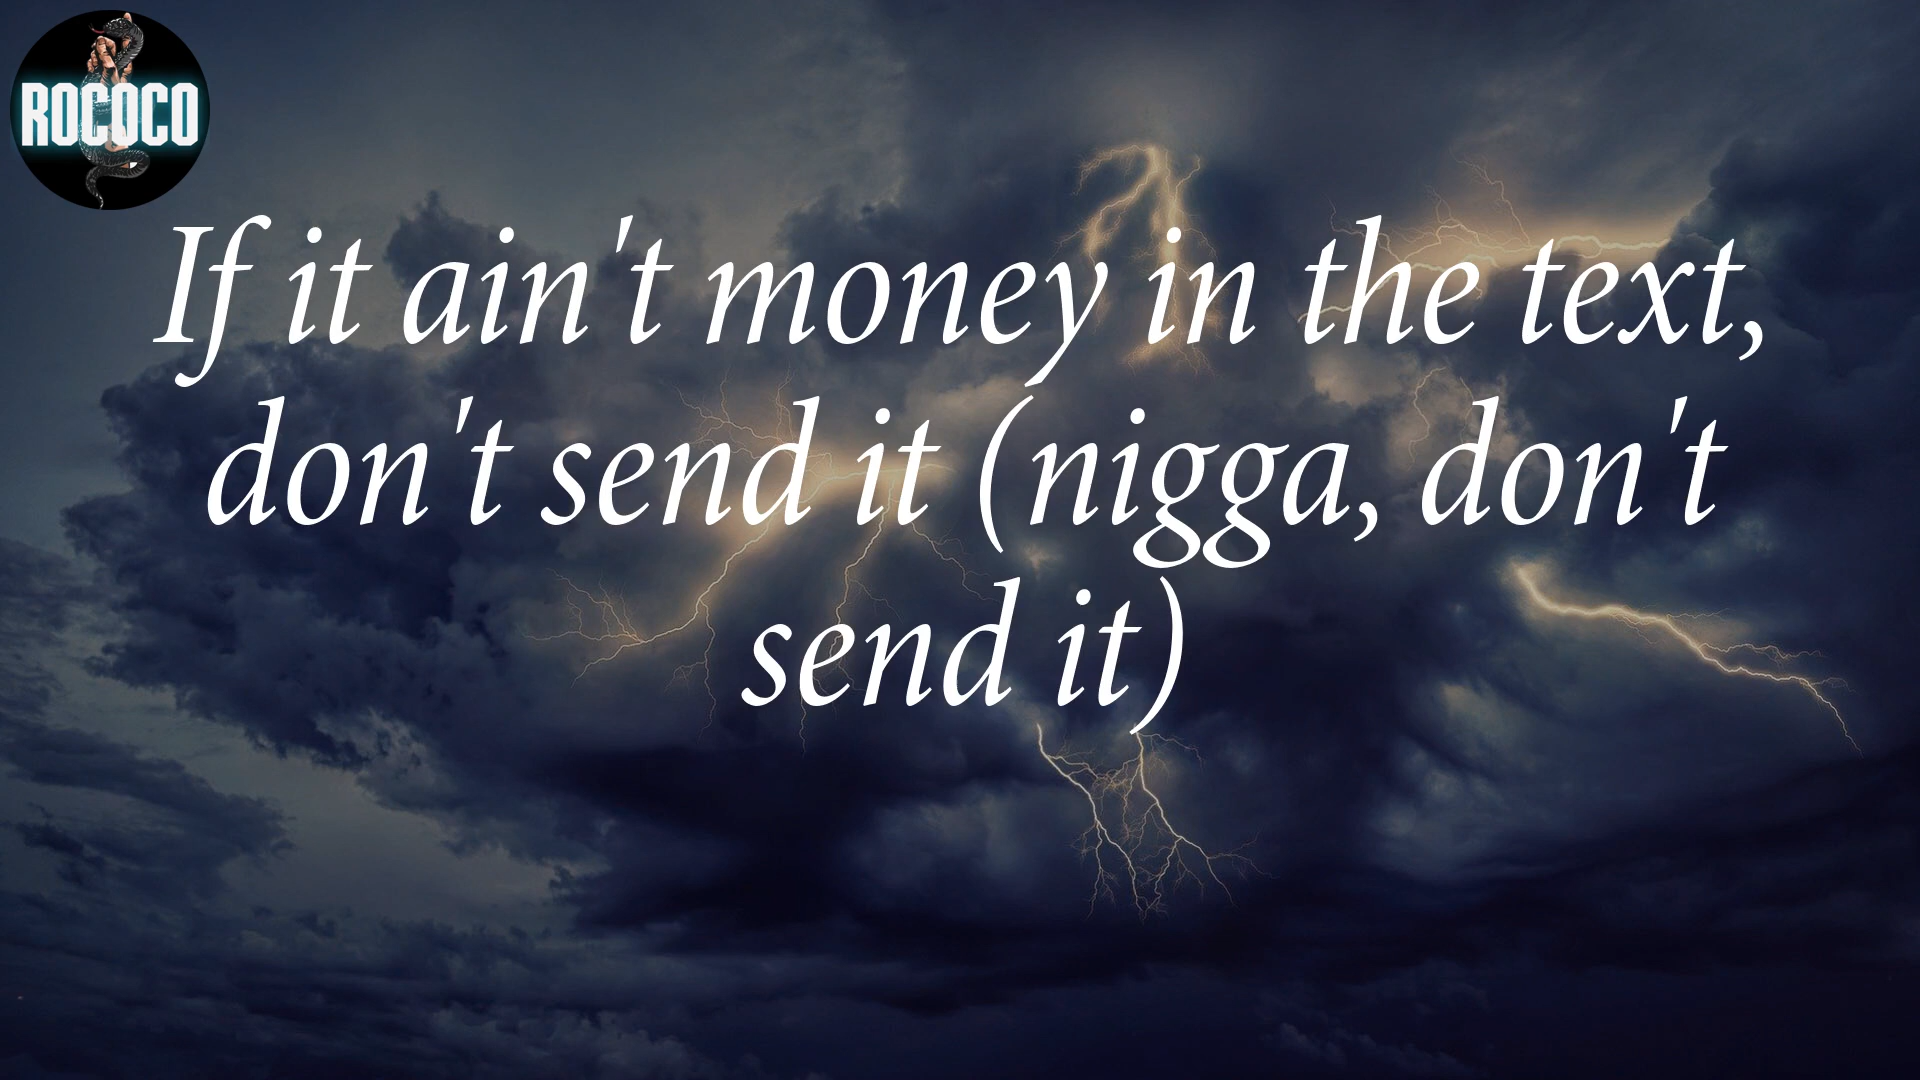 ROCOCO
If it ain't money in the text,
don't send it (nigga, don't
send it)